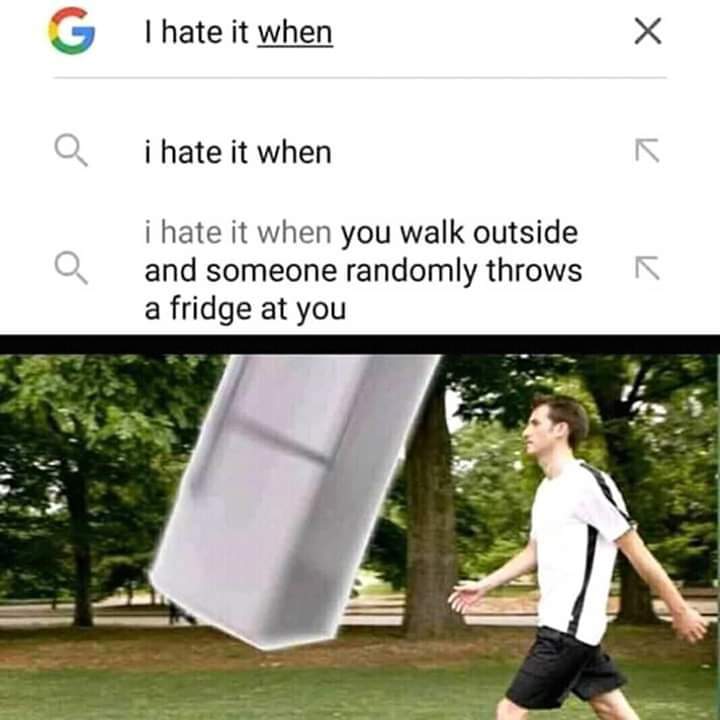 I hate it when
i hate it when
i hate it when you walk outside
and someone randomly throws
a fridge at you